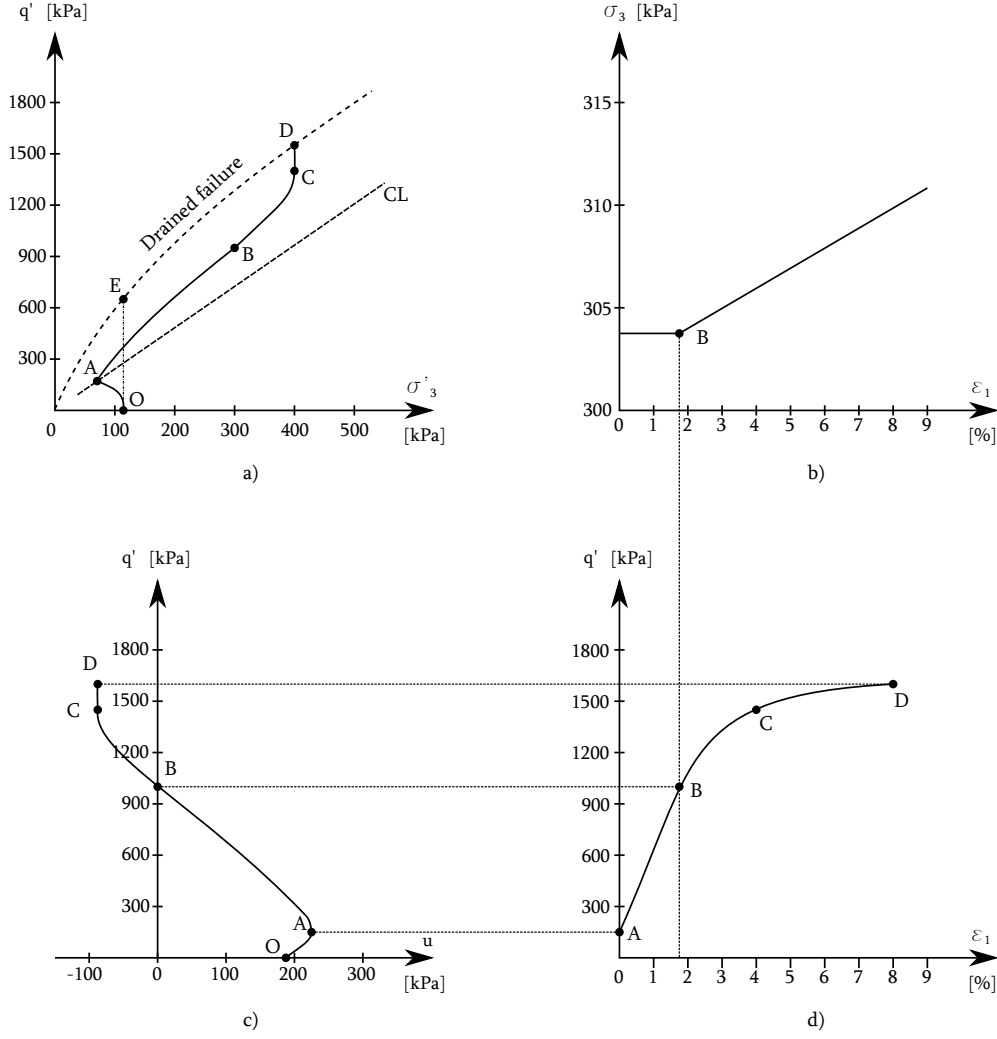 q' [kPa]
1800
1500
1200
900
600
300
0
100
200
300
400
500
σ'3
[kPa]
Drained failure
CL
O
A
B
C
D
E
a)
σ3 [kPa]
315
310
305
300
0 1 2 3 4 5 6 7 8 9
ε1
[%]
B
b)
q' [kPa]
1800
1500
1200
900
600
300
-100 0 100 200 300
u
[kPa]
D
C
B
A
O
c)
q' [kPa]
1800
1500
1200
900
600
300
0 1 2 3 4 5 6 7 8 9
ε1
[%]
A
B
C
D
d)